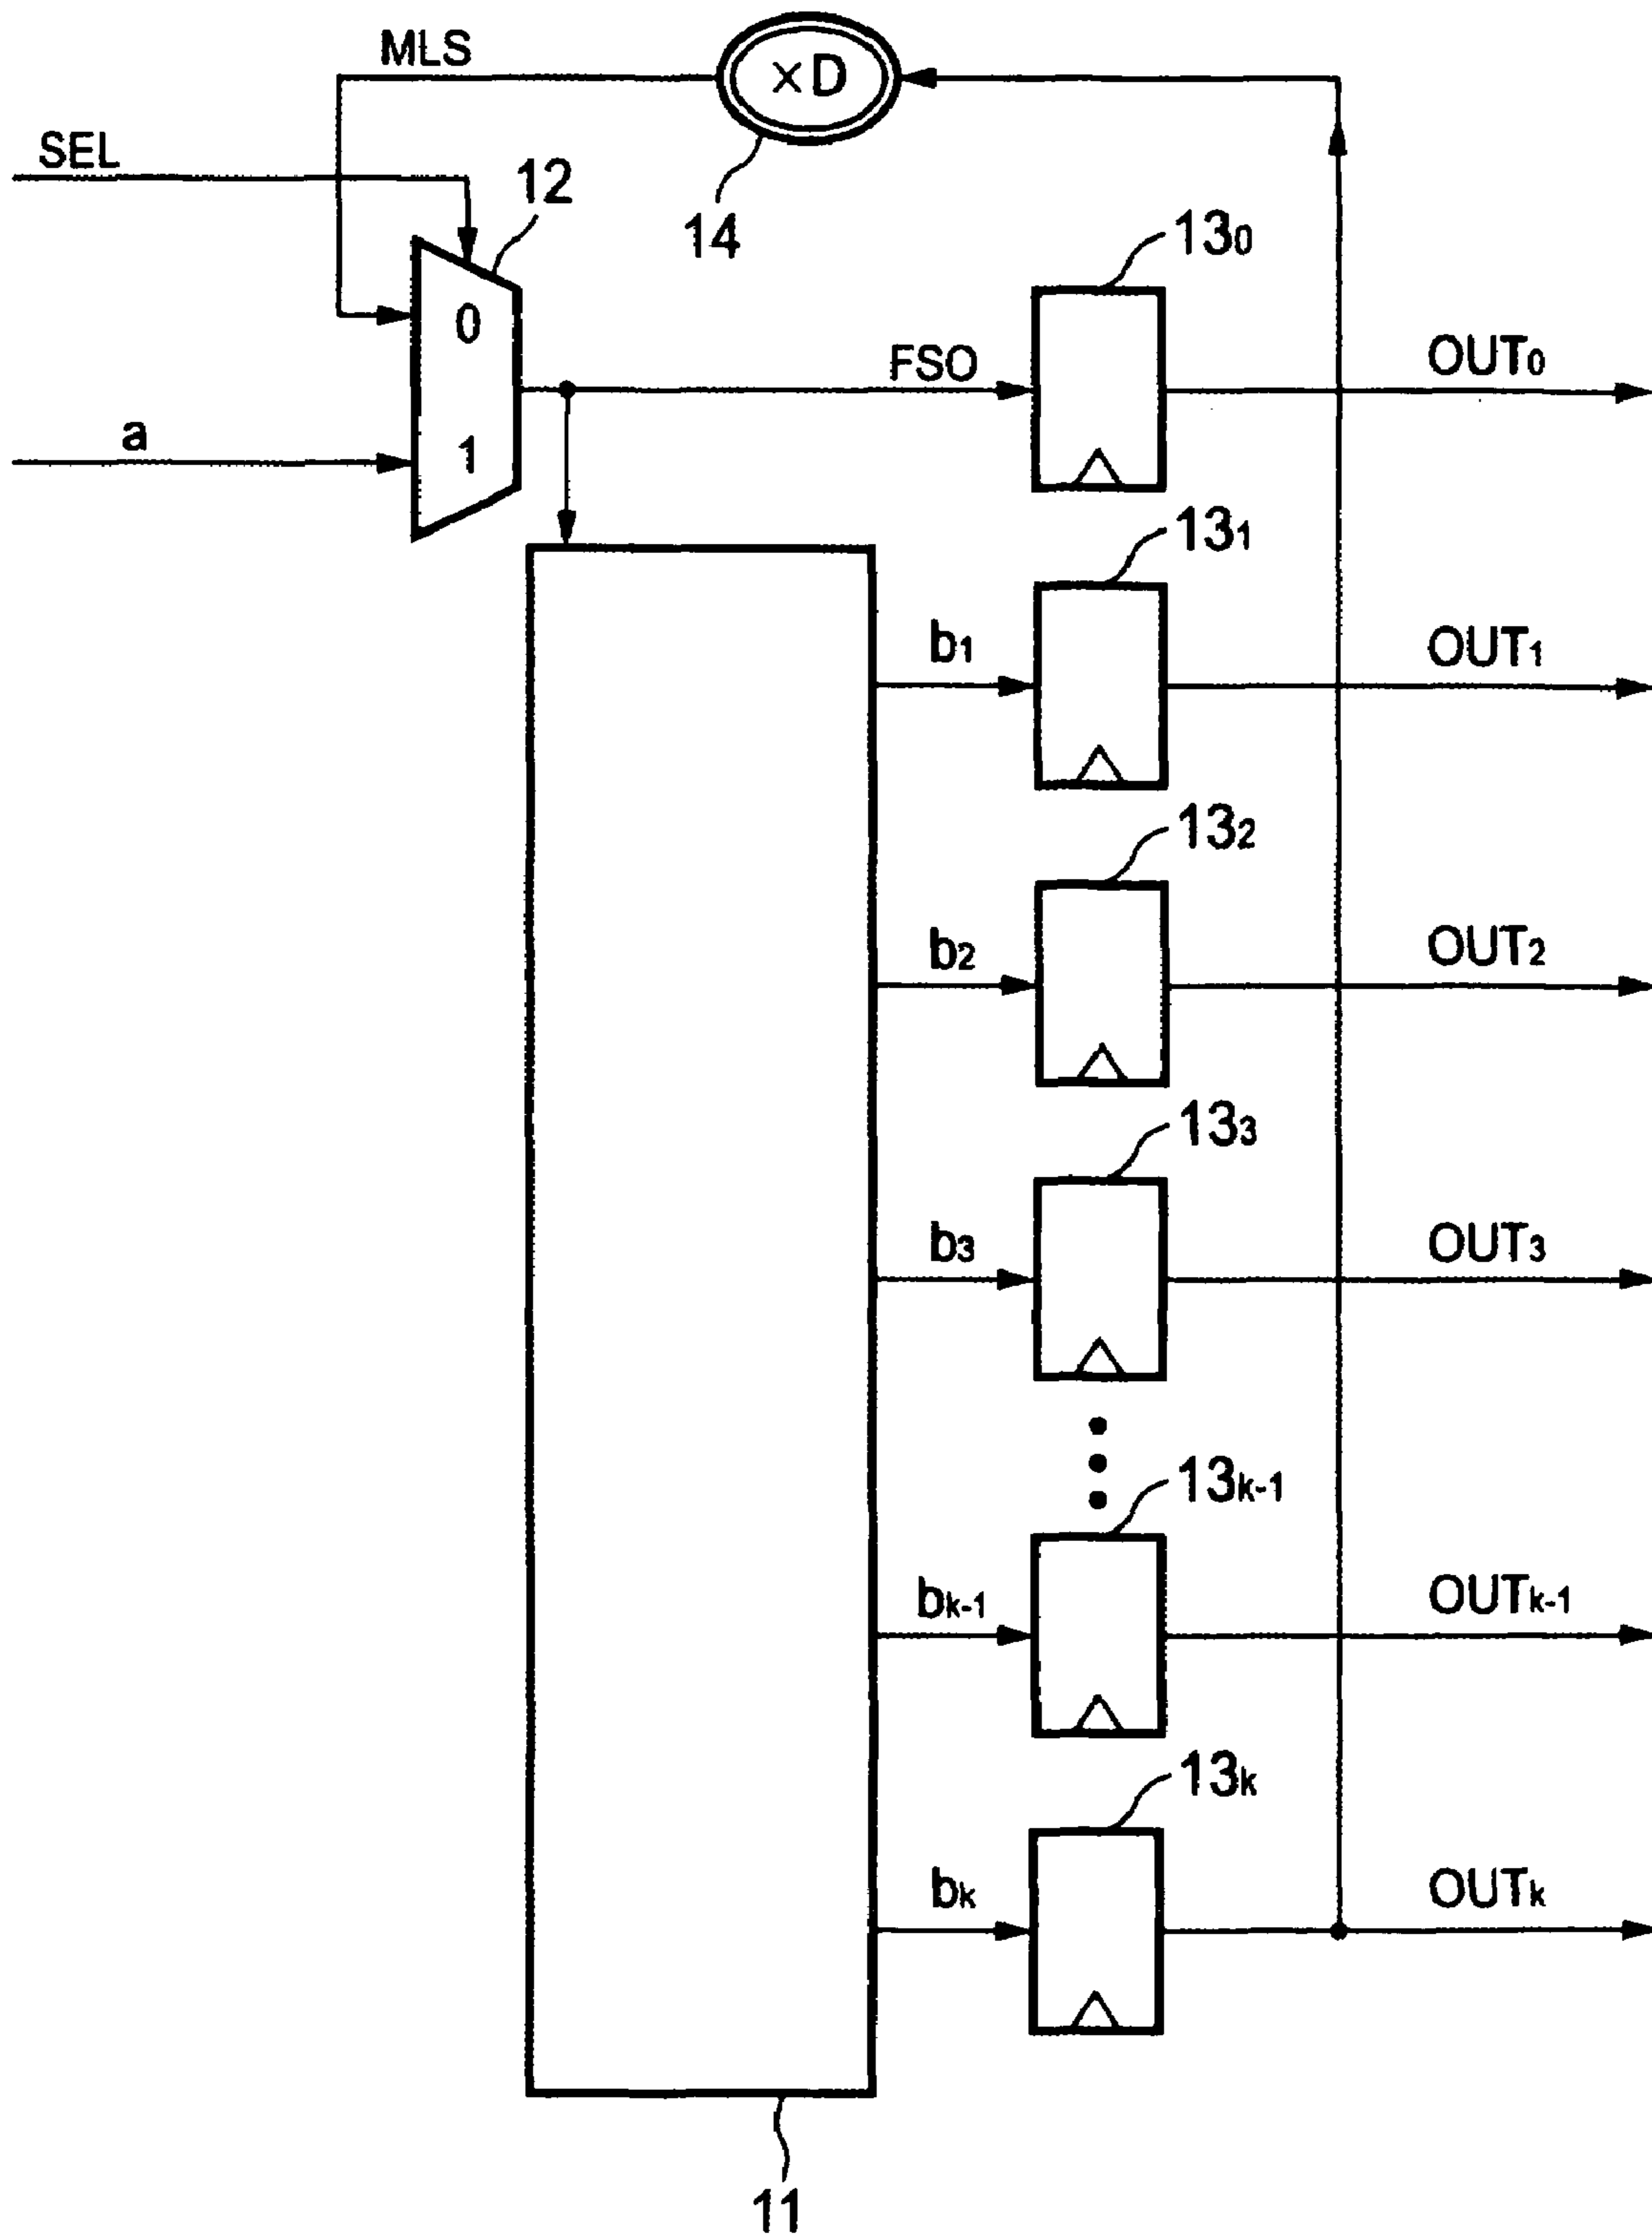 MLS
×D
SEL
12
14
13₀
0
FSO
OUT₀
a
1
13₁
b₁
OUT₁
13₂
b₂
OUT₂
13₃
b₃
OUT₃
13ₖ₋₁
bₖ₋₁
OUTₖ₋₁
13ₖ
bₖ
OUTₖ
11